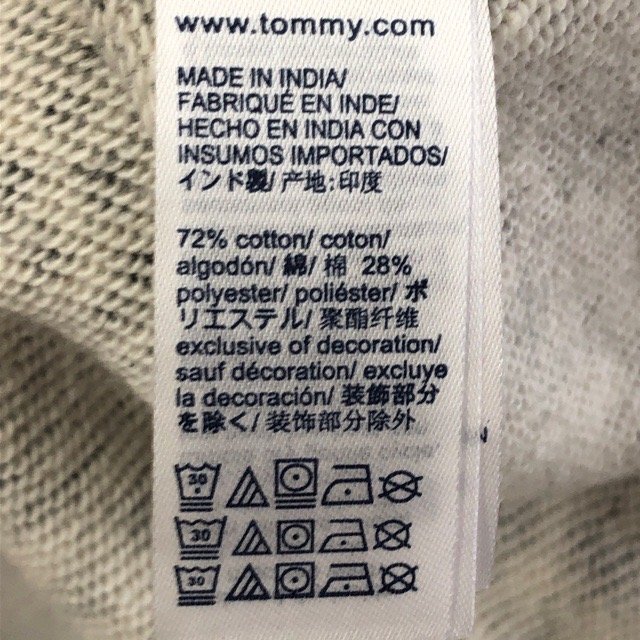 www.tommy.com
MADE IN INDIA/
FABRIQUÉ EN INDE/
HECHO EN INDIA CON
INSUMOS IMPORTADOS/
インド製/产地:印度
72% cotton/ coton/
algodón/ 綿/ 棉 28%
polyester/ poliéster/ ポ
リエステル/ 聚酯纤维
exclusive of decoration/
sauf décoration/ excluye
la decoración/ 装飾部分
を除く/ 装饰部分除外
30
30
30